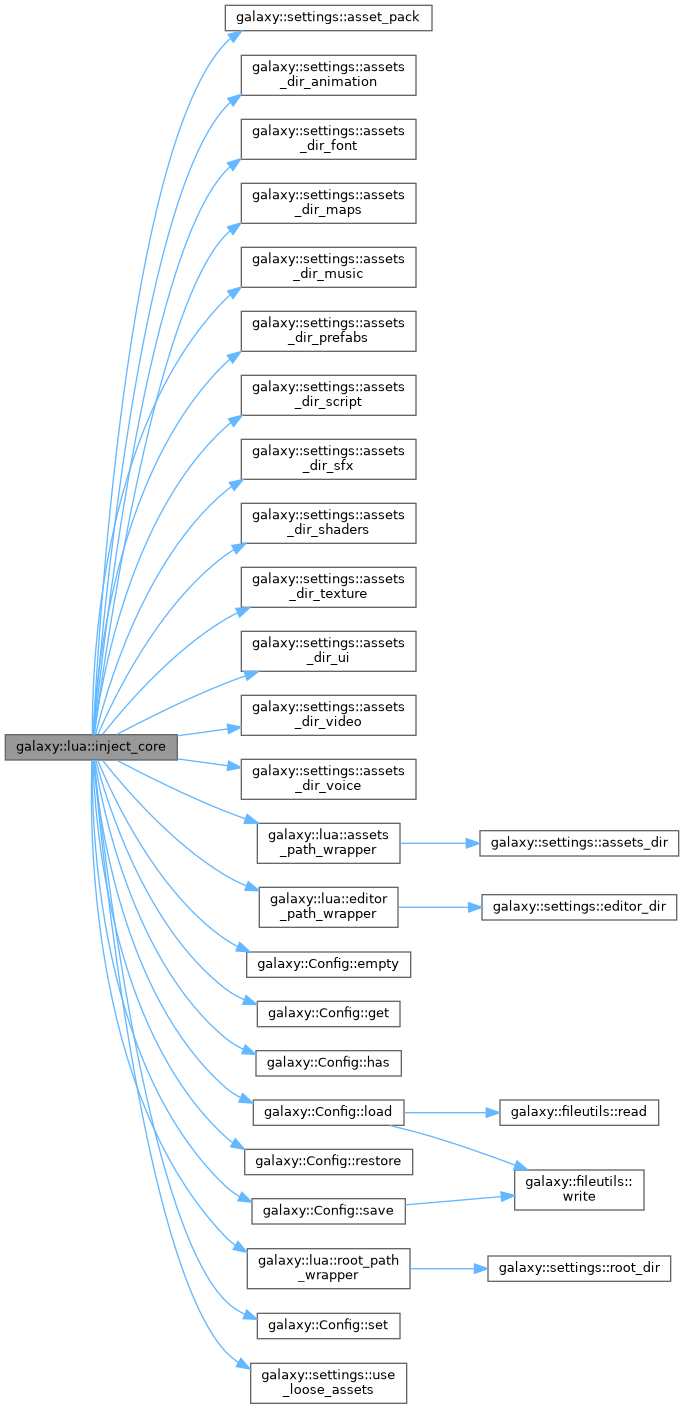 galaxy::settings::asset_pack
galaxy::settings::assets
_dir_animation
galaxy::settings::assets
_dir_font
galaxy::settings::assets
_dir_maps
galaxy::settings::assets
_dir_music
galaxy::settings::assets
_dir_prefabs
galaxy::settings::assets
_dir_script
galaxy::settings::assets
_dir_sfx
galaxy::settings::assets
_dir_shaders
galaxy::settings::assets
_dir_texture
galaxy::settings::assets
_dir_ui
galaxy::settings::assets
_dir_video
galaxy::lua::inject_core
galaxy::settings::assets
_dir_voice
galaxy::lua::assets
_path_wrapper
galaxy::settings::assets_dir
galaxy::lua::editor
_path_wrapper
galaxy::settings::editor_dir
galaxy::Config::empty
galaxy::Config::get
galaxy::Config::has
galaxy::Config::load
galaxy::fileutils::read
galaxy::Config::restore
galaxy::fileutils::
write
galaxy::Config::save
galaxy::lua::root_path
_wrapper
galaxy::settings::root_dir
galaxy::Config::set
galaxy::settings::use
_loose_assets